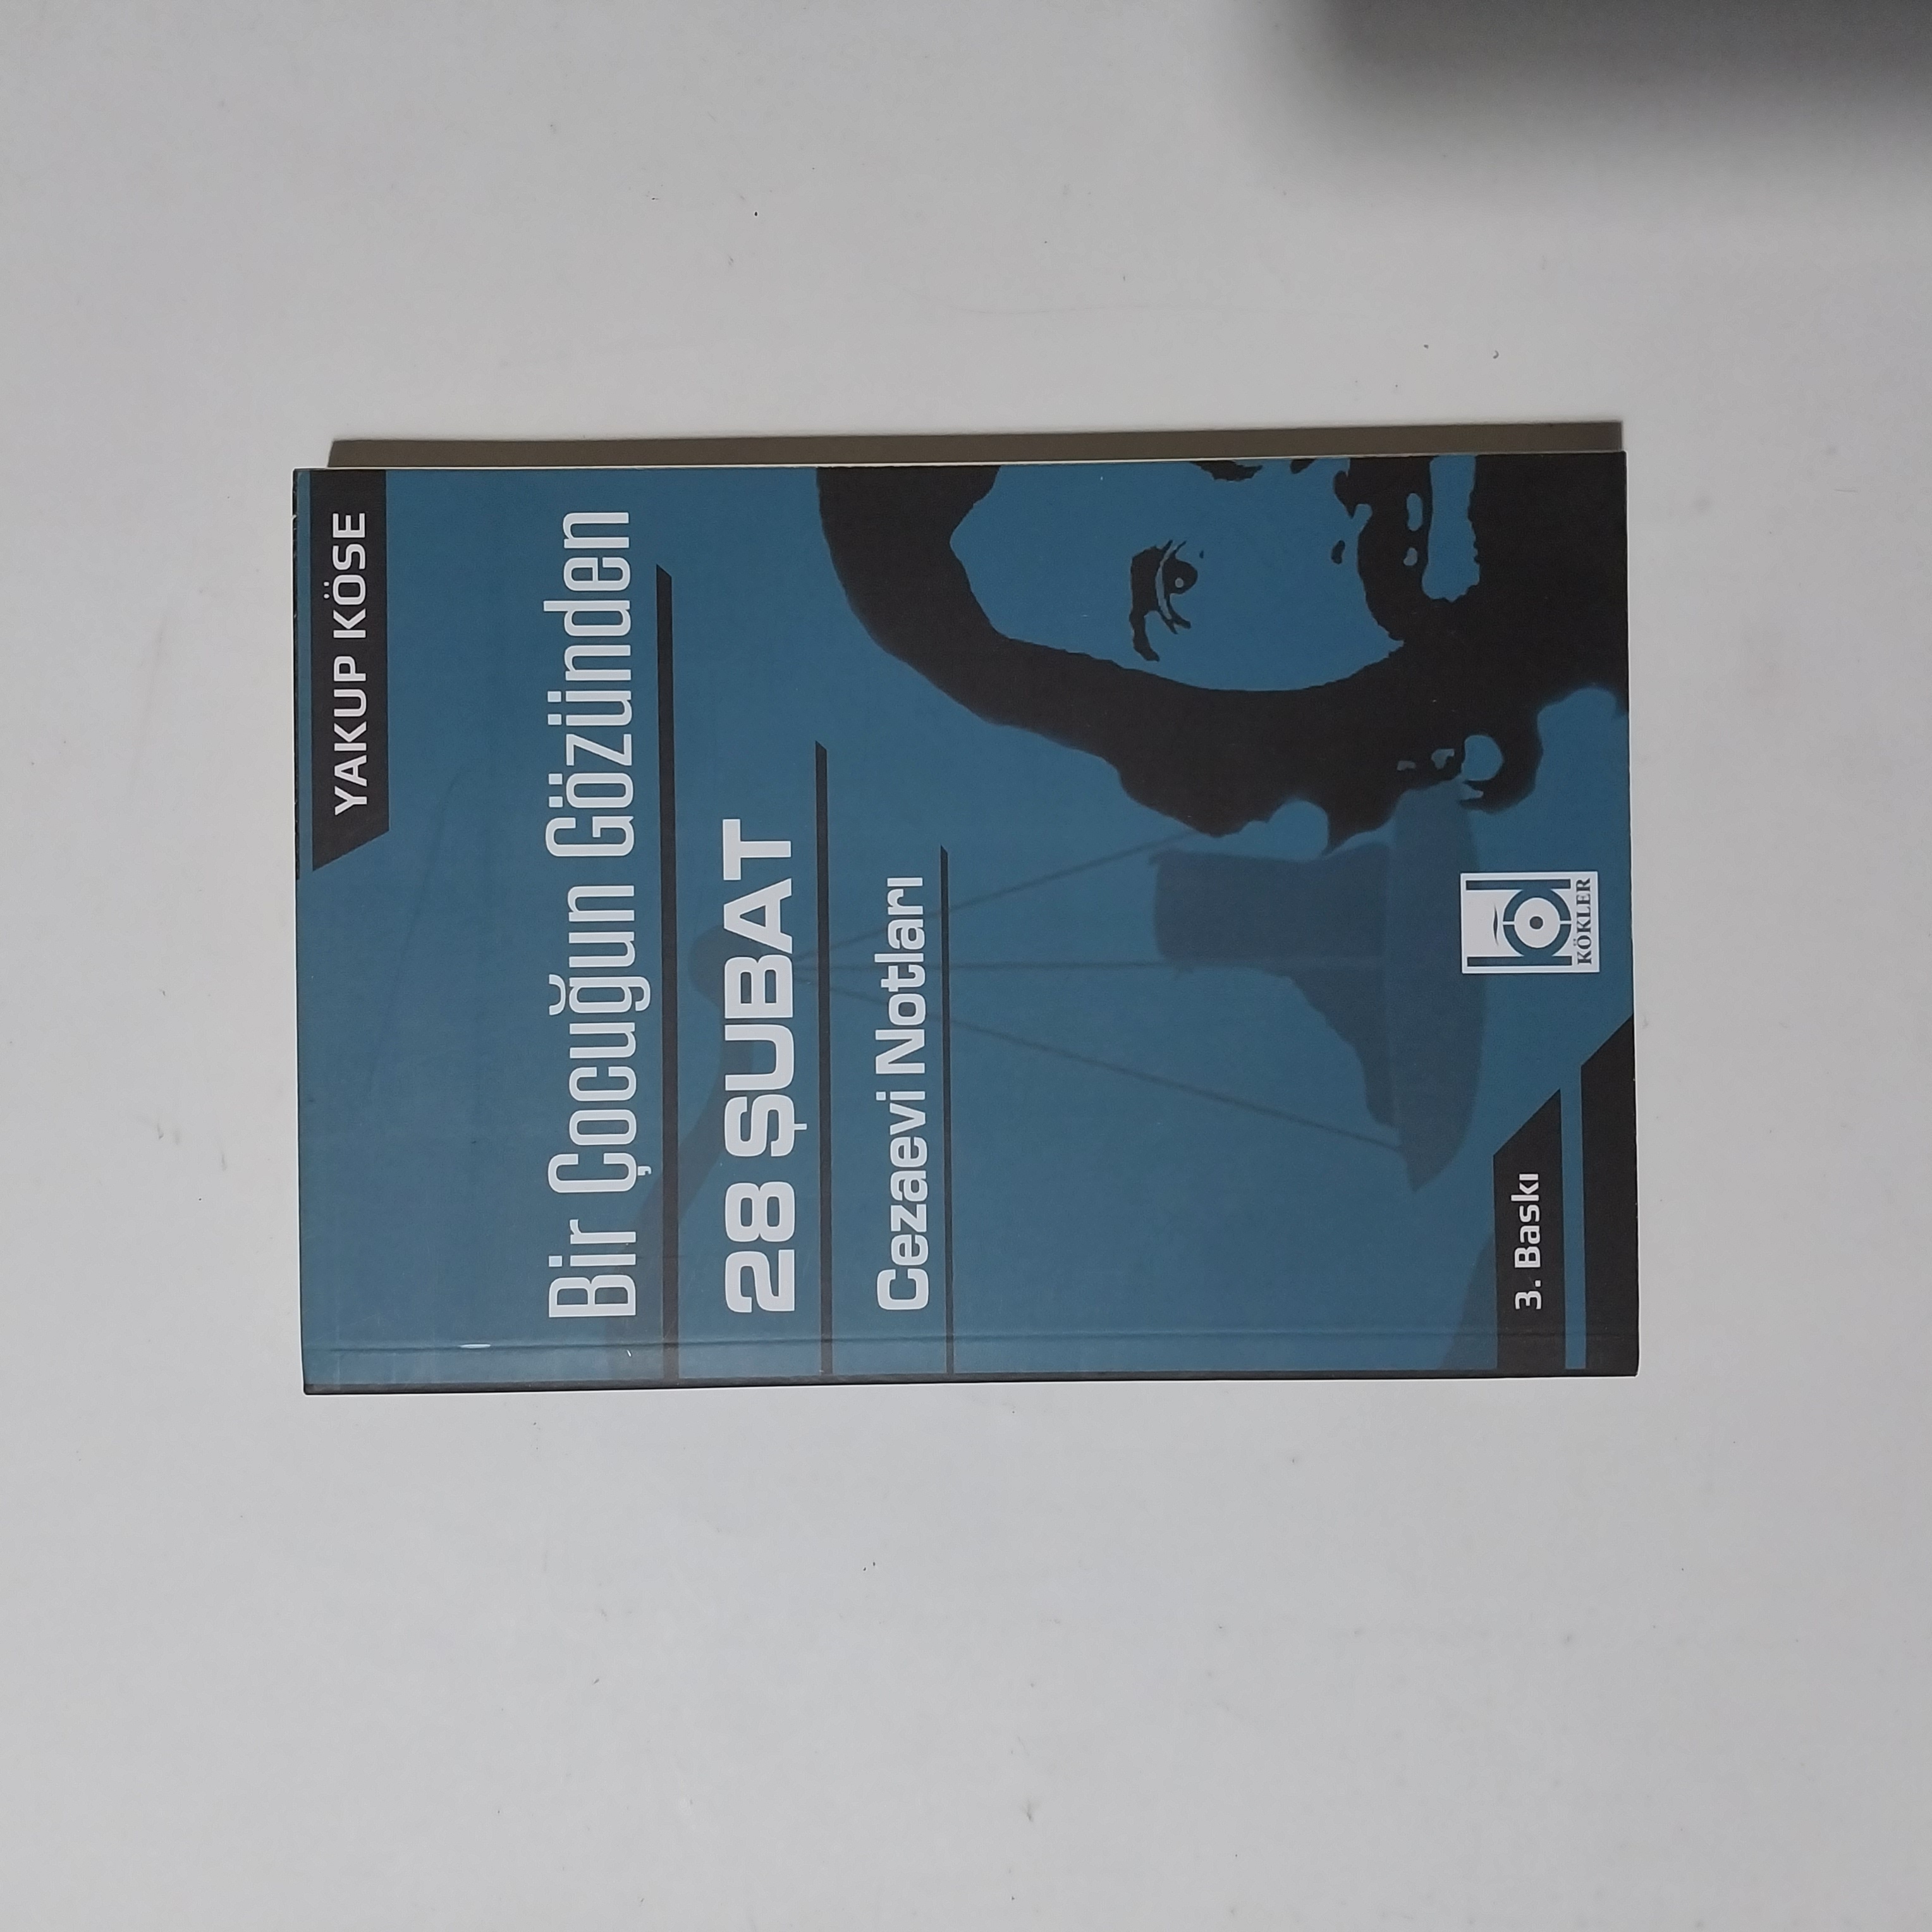 YAKUP KÖSE
Bir Çocuğun Gözünden
28 ŞUBAT
Cezaevi Notları
KÖKLER
3. Baskı